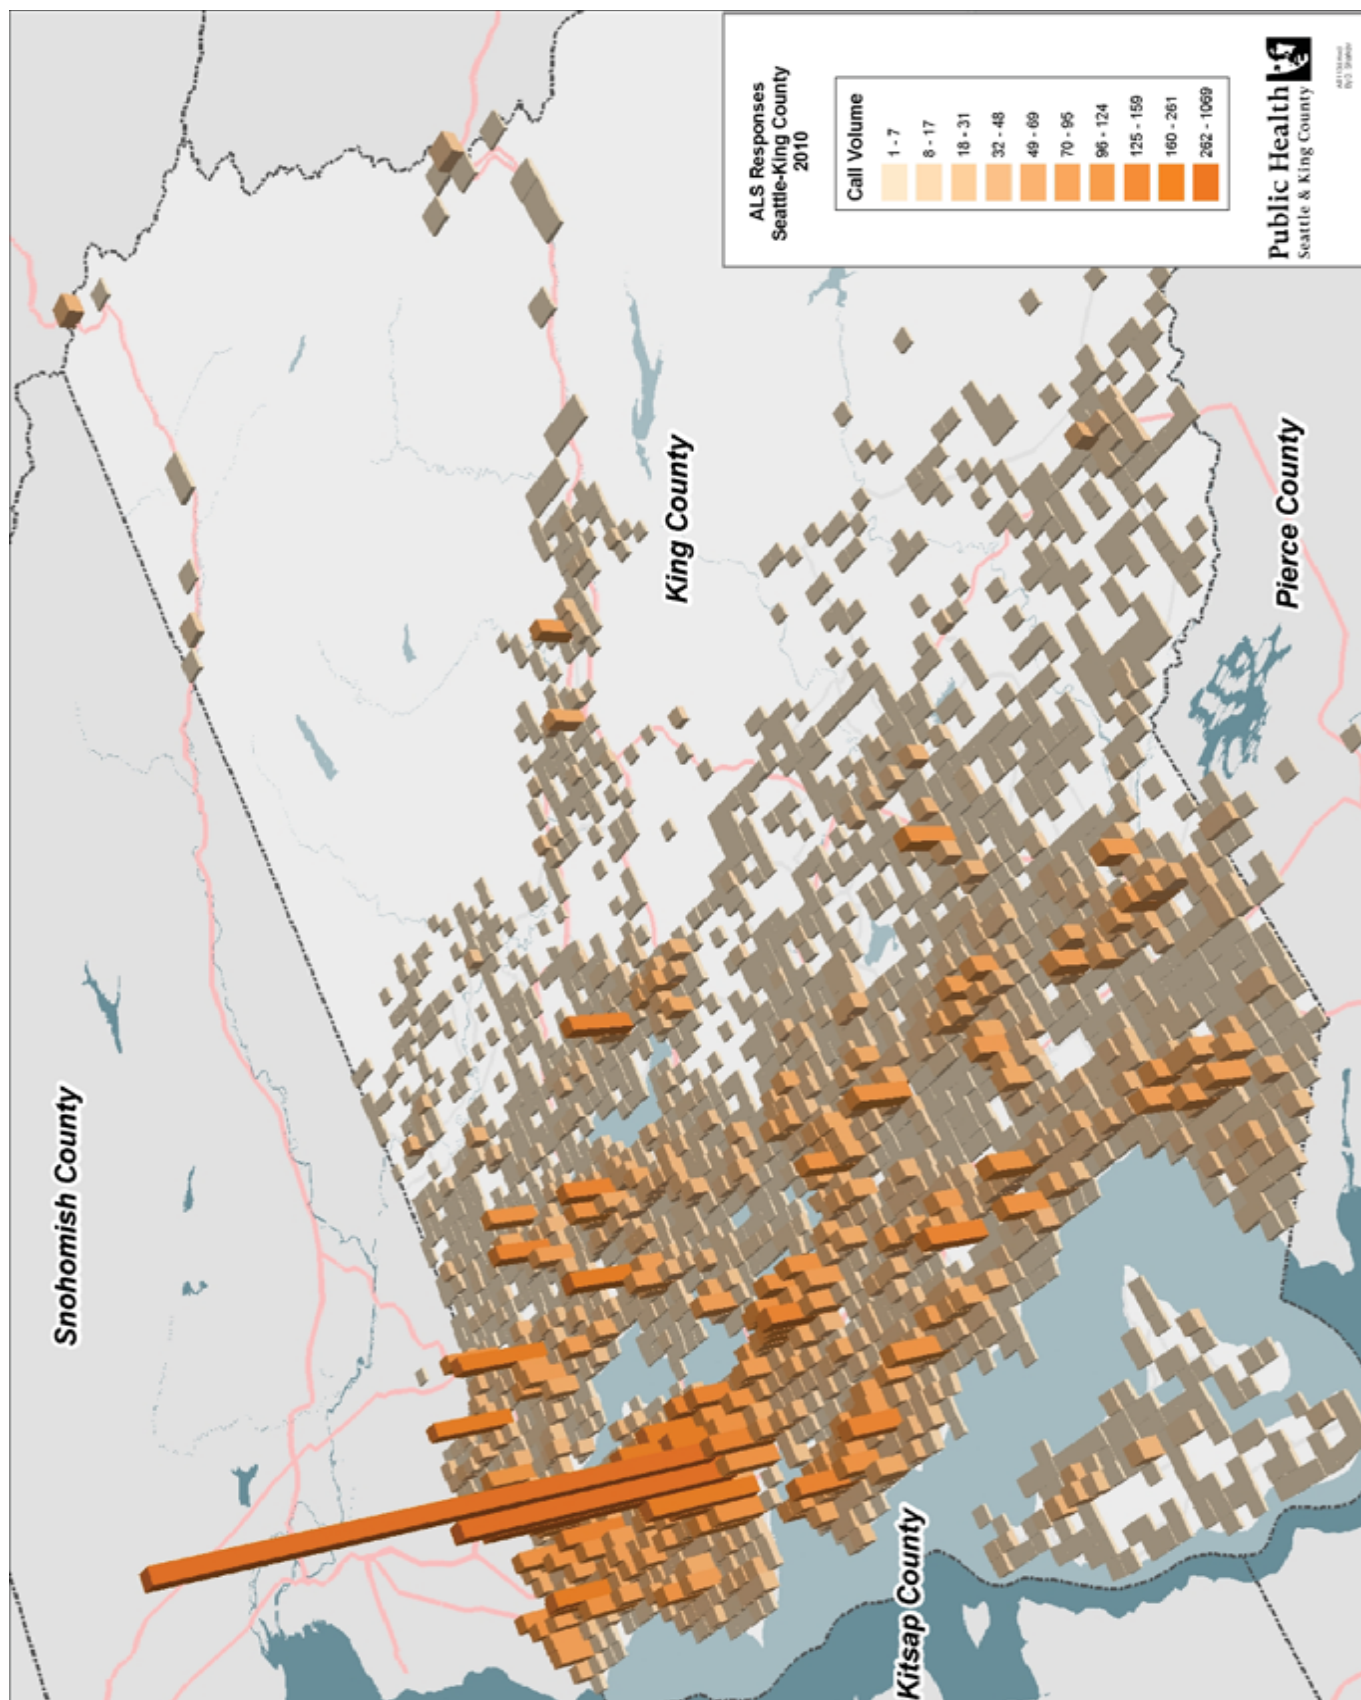 Snohomish County
King County
Kitsap County
Pierce County
ALS Responses
Seattle-King County
2010
Call Volume
1 - 7
8 - 17
18 - 31
32 - 48
49 - 69
70 - 95
96 - 124
125 - 159
160 - 261
262 - 1069
Public Health
Seattle & King County